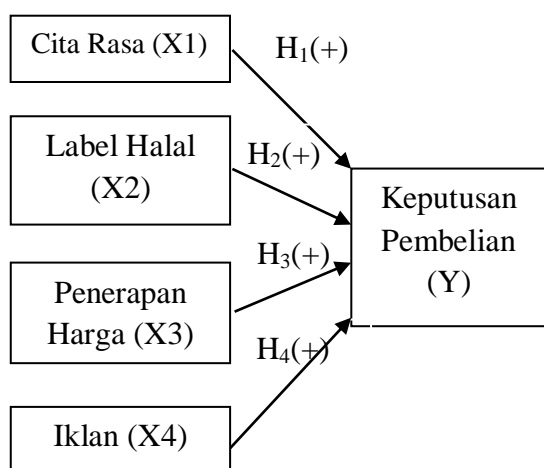 Cita Rasa (X1)
H₁(+)
Label Halal
(X2)
H₂(+)
Keputusan
Pembelian
(Y)
H₃(+)
Penerapan
Harga (X3)
H₄(+)
Iklan (X4)